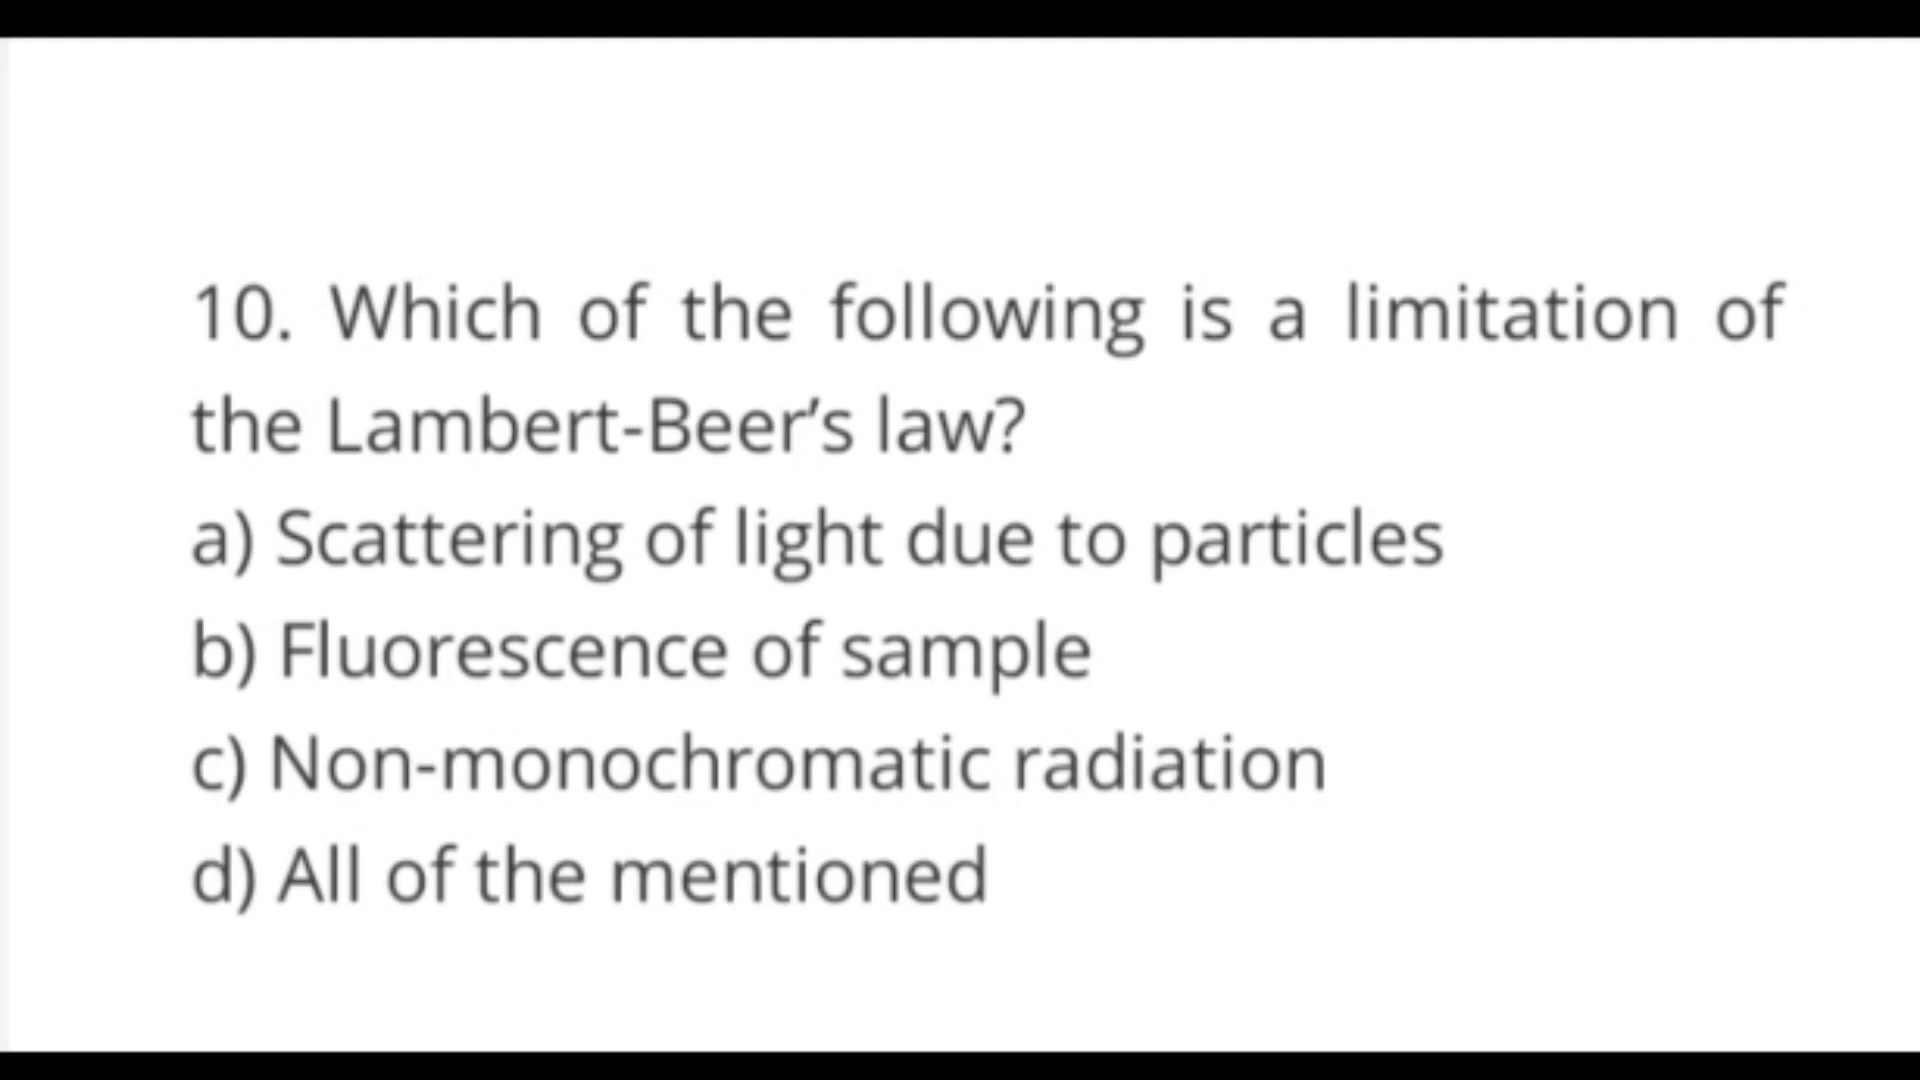 10. Which of the following is a limitation of
the Lambert-Beer’s law?
a) Scattering of light due to particles
b) Fluorescence of sample
c) Non-monochromatic radiation
d) All of the mentioned